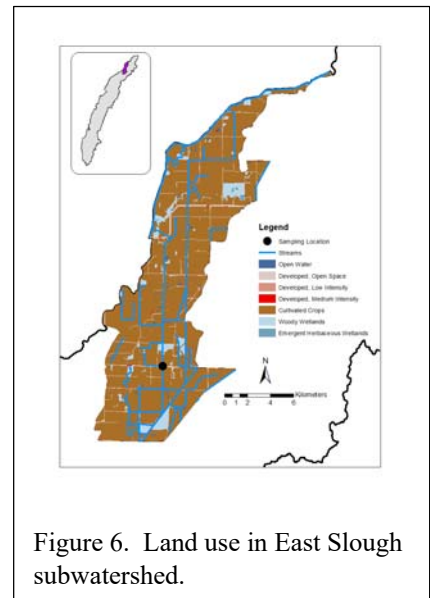 Legend
Sampling Location
Streams
Open Water
Developed, Open Space
Developed, Low Intensity
Developed, Medium Intensity
Cultivated Crops
Woody Wetlands
Emergent Herbaceous Wetlands
N
0 1 2 4 6
Kilometers
Figure 6. Land use in East Slough
subwatershed.